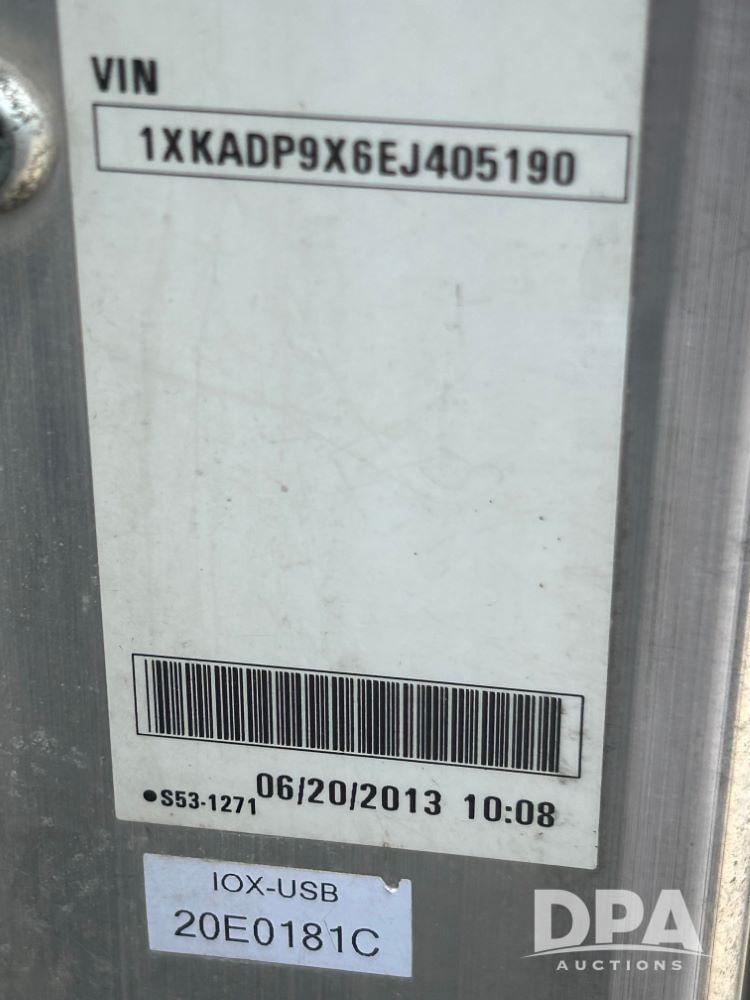 VIN
1XKADP9X6EJ405190
•S53-1271 06/20/2013 10:08
IOX-USB
20E0181C
DPA
AUCTIONS